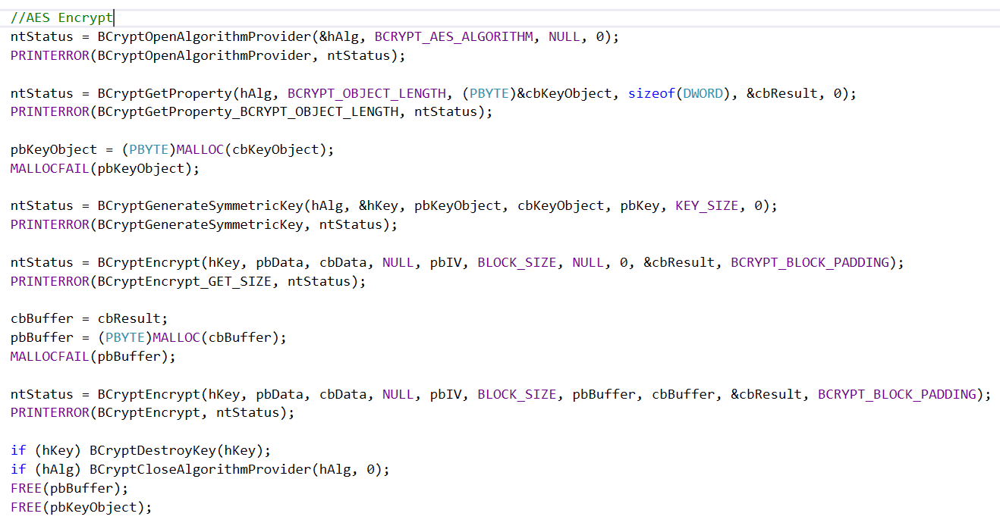 //AES Encrypt
ntStatus = BCryptOpenAlgorithmProvider(&hAlg, BCRYPT_AES_ALGORITHM, NULL, 0);
PRINTERROR(BCryptOpenAlgorithmProvider, ntStatus);
ntStatus = BCryptGetProperty(hAlg, BCRYPT_OBJECT_LENGTH, (PBYTE)&cbKeyObject, sizeof(DWORD), &cbResult, 0);
PRINTERROR(BCryptGetProperty_BCRYPT_OBJECT_LENGTH, ntStatus);
pbKeyObject = (PBYTE)MALLOC(cbKeyObject);
MALLOCFAIL(pbKeyObject);
ntStatus = BCryptGenerateSymmetricKey(hAlg, &hKey, pbKeyObject, cbKeyObject, pbKey, KEY_SIZE, 0);
PRINTERROR(BCryptGenerateSymmetricKey, ntStatus);
ntStatus = BCryptEncrypt(hKey, pbData, cbData, NULL, pbIV, BLOCK_SIZE, NULL, 0, &cbResult, BCRYPT_BLOCK_PADDING);
PRINTERROR(BCryptEncrypt_GET_SIZE, ntStatus);
cbBuffer = cbResult;
pbBuffer = (PBYTE)MALLOC(cbBuffer);
MALLOCFAIL(pbBuffer);
ntStatus = BCryptEncrypt(hKey, pbData, cbData, NULL, pbIV, BLOCK_SIZE, pbBuffer, cbBuffer, &cbResult, BCRYPT_BLOCK_PADDING);
PRINTERROR(BCryptEncrypt, ntStatus);
if (hKey) BCryptDestroyKey(hKey);
if (hAlg) BCryptCloseAlgorithmProvider(hAlg, 0);
FREE(pbBuffer);
FREE(pbKeyObject);